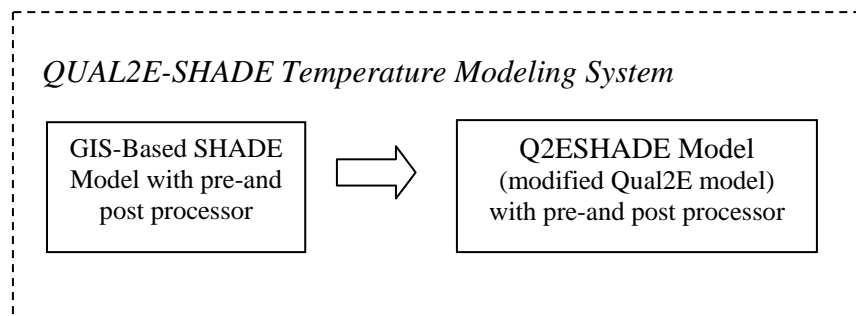 QUAL2E-SHADE Temperature Modeling System
GIS-Based SHADE
Model with pre-and
post processor
Q2ESHADE Model
(modified Qual2E model)
with pre-and post processor